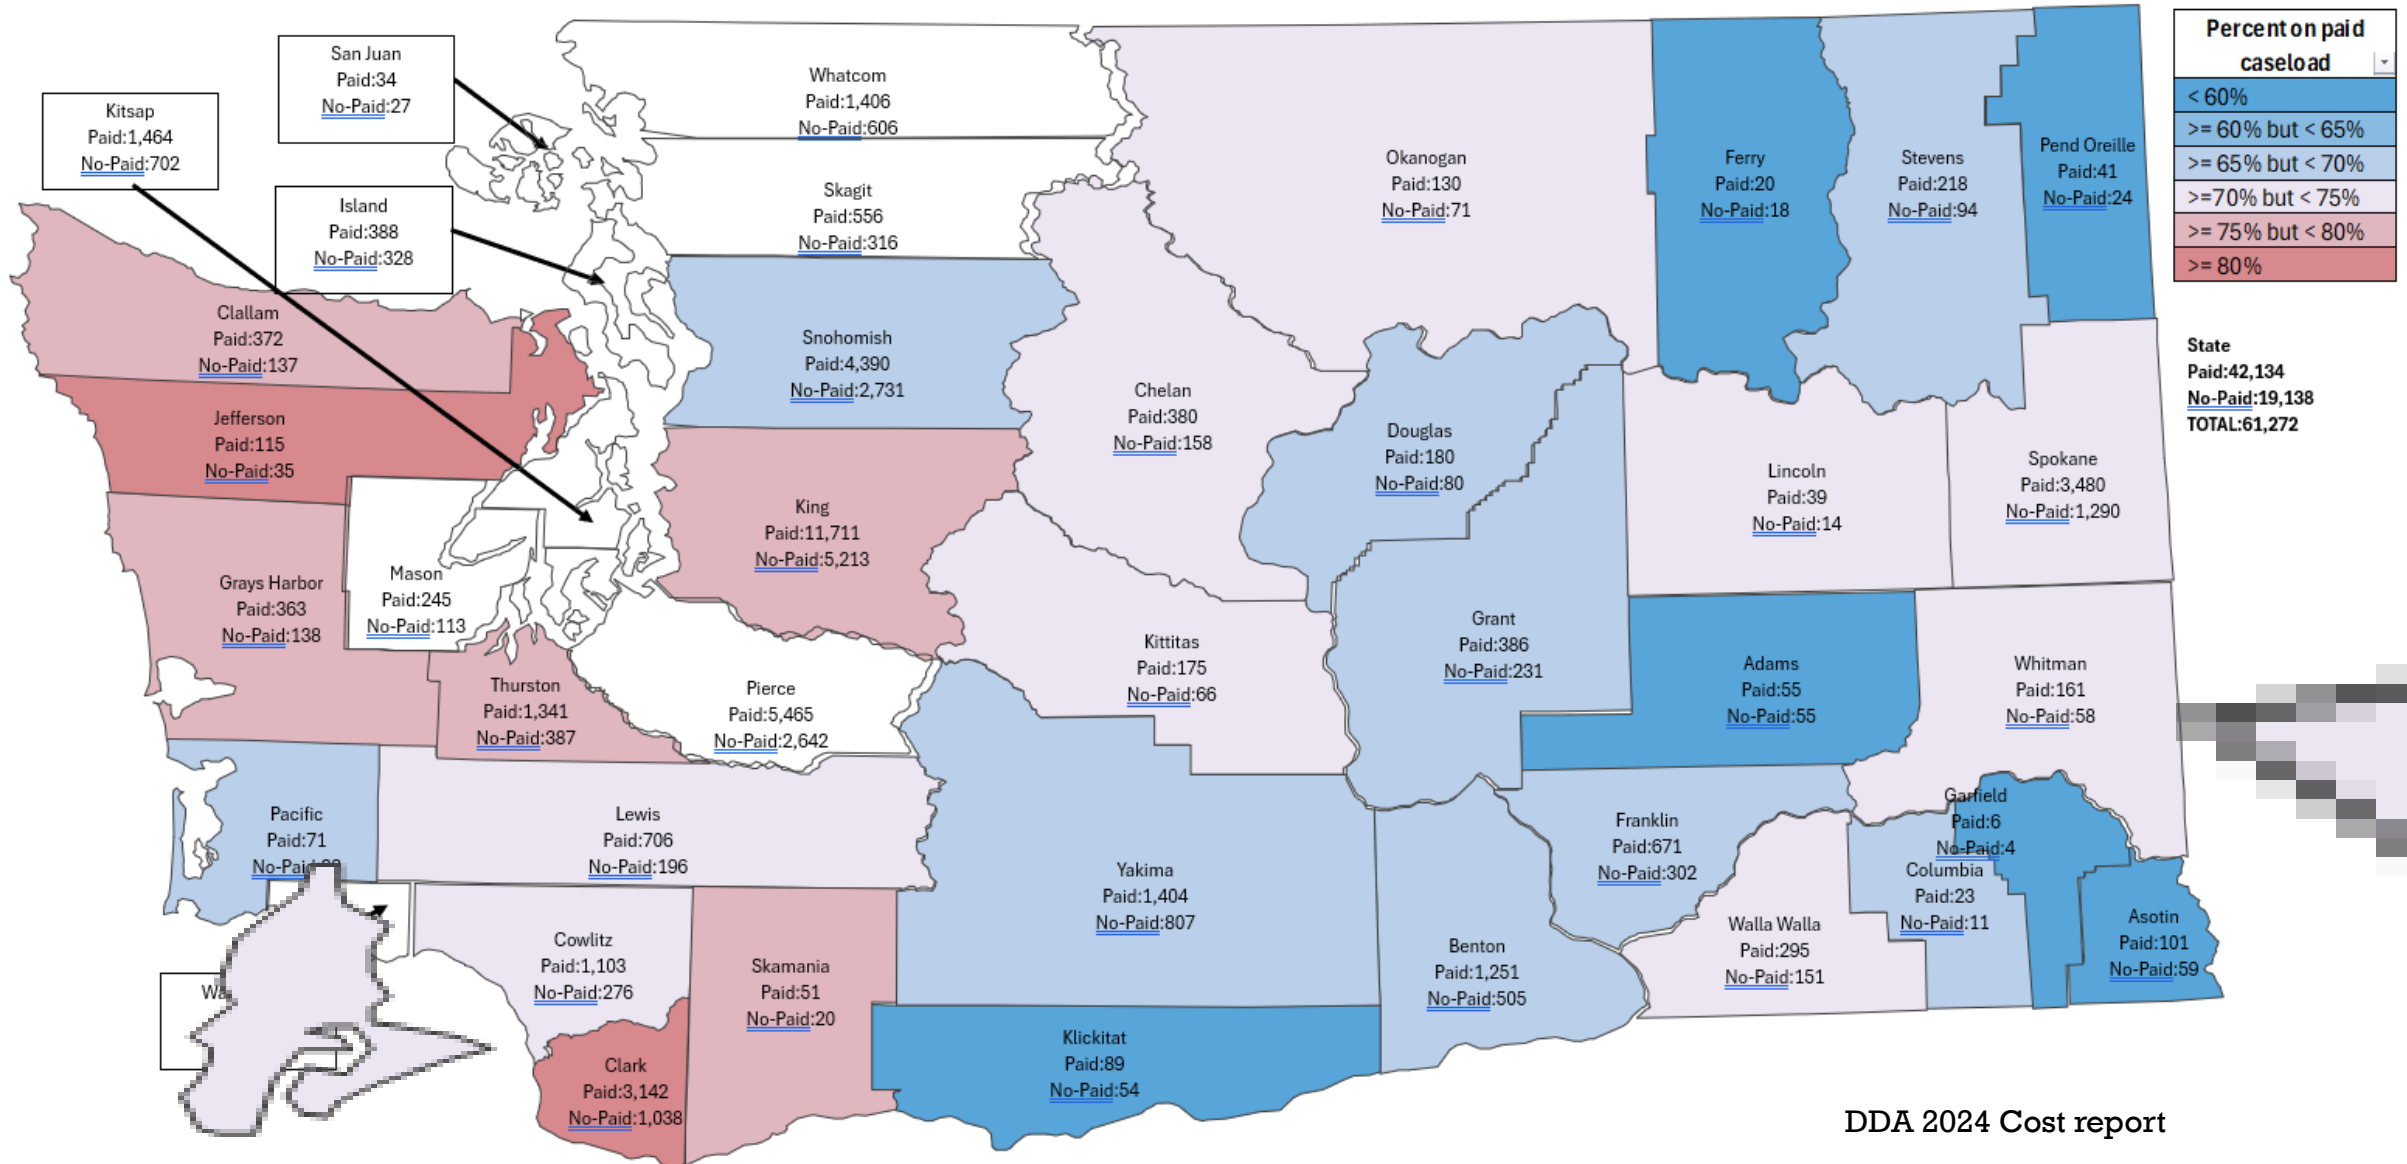 San Juan
Paid:34
No-Paid:27
Kitsap
Paid:1,464
No-Paid:702
Island
Paid:388
No-Paid:328
Whatcom
Paid:1,406
No-Paid:606
Skagit
Paid:556
No-Paid:316
Okanogan
Paid:130
No-Paid:71
Ferry
Paid:20
No-Paid:18
Stevens
Paid:218
No-Paid:94
Pend Oreille
Paid:41
No-Paid:24
Percent on paid
caseload
< 60%
>= 60% but < 65%
>= 65% but < 70%
>=70% but < 75%
>= 75% but < 80%
>= 80%
State
Paid:42,134
No-Paid:19,138
TOTAL:61,272
Clallam
Paid:372
No-Paid:137
Jefferson
Paid:115
No-Paid:35
Snohomish
Paid:4,390
No-Paid:2,731
Chelan
Paid:380
No-Paid:158
Douglas
Paid:180
No-Paid:80
Lincoln
Paid:39
No-Paid:14
Spokane
Paid:3,480
No-Paid:1,290
King
Paid:11,711
No-Paid:5,213
Grays Harbor
Paid:363
No-Paid:138
Mason
Paid:245
No-Paid:113
Thurston
Paid:1,341
No-Paid:387
Pierce
Paid:5,465
No-Paid:2,642
Kittitas
Paid:175
No-Paid:66
Grant
Paid:386
No-Paid:231
Adams
Paid:55
No-Paid:55
Whitman
Paid:161
No-Paid:58
Pacific
Paid:71
Lewis
Paid:706
No-Paid:196
Yakima
Paid:1,404
No-Paid:807
Franklin
Paid:671
No-Paid:302
Garfield
Paid:6
No-Paid:4
Columbia
Paid:23
No-Paid:11
Asotin
Paid:101
No-Paid:59
Walla Walla
Paid:295
No-Paid:151
Benton
Paid:1,251
No-Paid:505
Cowlitz
Paid:1,103
No-Paid:276
Skamania
Paid:51
No-Paid:20
Clark
Paid:3,142
No-Paid:1,038
Klickitat
Paid:89
No-Paid:54
DDA 2024 Cost report